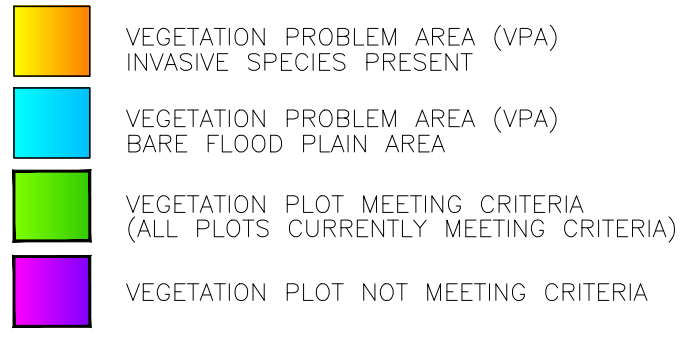 VEGETATION PROBLEM AREA (VPA)
INVASIVE SPECIES PRESENT
VEGETATION PROBLEM AREA (VPA)
BARE FLOOD PLAIN AREA
VEGETATION PLOT MEETING CRITERIA
(ALL PLOTS CURRENTLY MEETING CRITERIA)
VEGETATION PLOT NOT MEETING CRITERIA